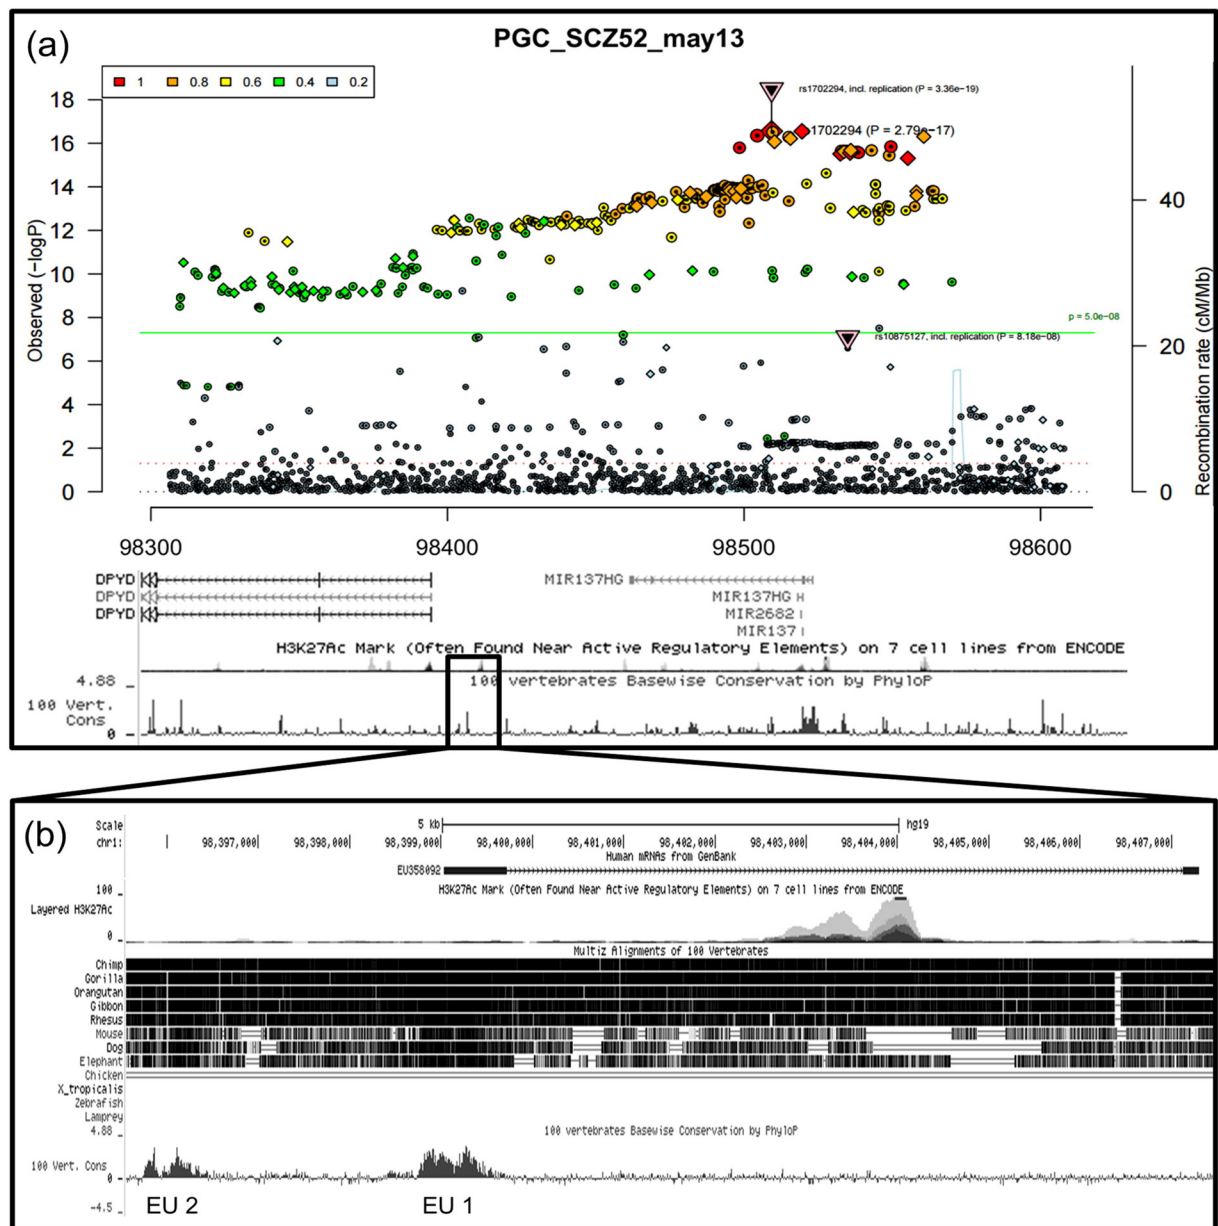 (a)
PGC_SCZ52_may13
1 0.8 0.6 0.4 0.2
18
16
14
12
10
8
6
4
2
0
Observed (−logP)
rs1702294, incl. replication (P = 3.36e−19)
1702294 (P = 2.79e−17)
p = 5.0e−08
rs10875127, incl. replication (P = 8.18e−08)
40
20
0
Recombination rate (cM/Mb)
98300 98400 98500 98600
DPYD
DPYD
DPYD
MIR137HG
MIR137HG
MIR2682
MIR137
H3K27Ac Mark (Often Found Near Active Regulatory Elements) on 7 cell lines from ENCODE
4.88 _
100 vertebrates Basewise Conservation by PhyloP
100 Vert. Cons
0 _
(b)
Scale 5 kb hg19
chr1: 98,397,000 98,398,000 98,399,000 98,400,000 98,401,000 98,402,000 98,403,000 98,404,000 98,405,000 98,406,000 98,407,000
Human mRNAs from GenBank
EU358092
H3K27Ac Mark (Often Found Near Active Regulatory Elements) on 7 cell lines from ENCODE
100 _
Layered H3K27Ac
0 _
Multiz Alignments of 100 Vertebrates
Chimp
Gorilla
Orangutan
Gibbon
Rhesus
Mouse
Dog
Elephant
Chicken
X_tropicalis
Zebrafish
Lamprey
4.88 _
100 vertebrates Basewise Conservation by PhyloP
100 Vert. Cons
0 -
-4.5 _
EU 2 EU 1